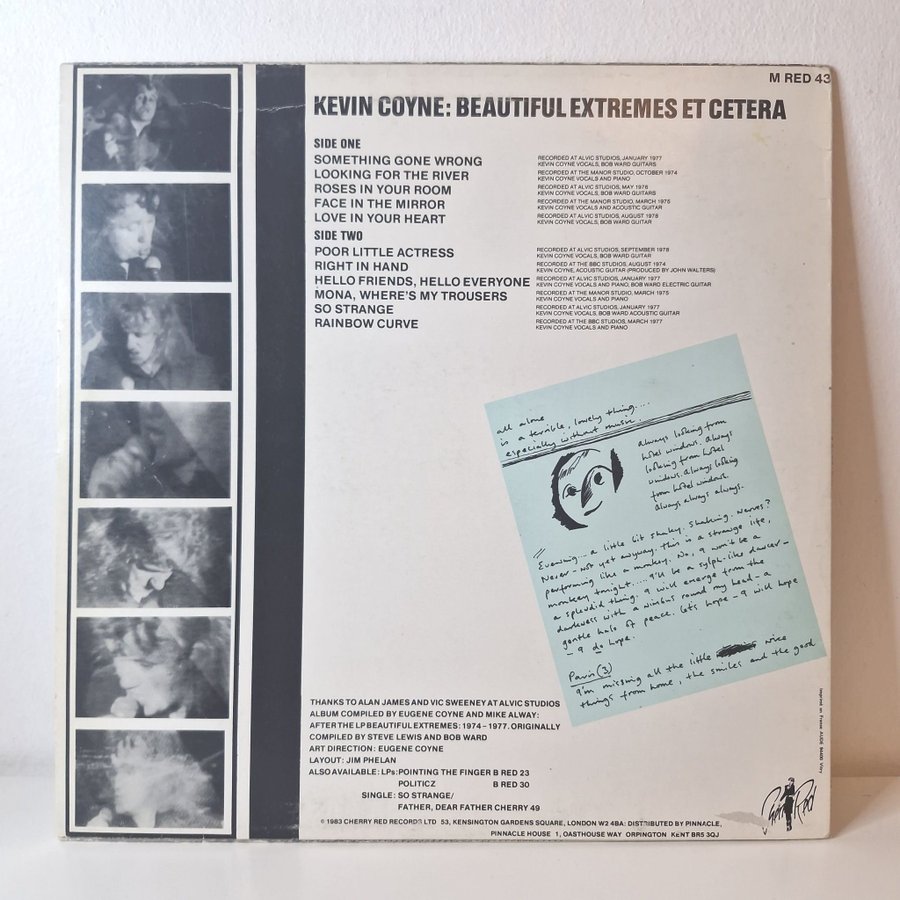 M RED 43
KEVIN COYNE: BEAUTIFUL EXTREMES ET CETERA
SIDE ONE
SOMETHING GONE WRONG
RECORDED AT ALVIC STUDIOS, JANUARY 1977
KEVIN COYNE VOCALS, BOB WARD GUITARS
LOOKING FOR THE RIVER
RECORDED AT THE MANOR STUDIO, OCTOBER 1974
KEVIN COYNE VOCALS AND PIANO
ROSES IN YOUR ROOM
RECORDED AT ALVIC STUDIOS, MAY 1976
KEVIN COYNE VOCALS, BOB WARD GUITARS
FACE IN THE MIRROR
RECORDED AT THE MANOR STUDIO, MARCH 1975
KEVIN COYNE VOCALS AND ACOUSTIC GUITAR
LOVE IN YOUR HEART
RECORDED AT ALVIC STUDIOS, AUGUST 1978
KEVIN COYNE VOCALS, BOB WARD GUITAR
SIDE TWO
POOR LITTLE ACTRESS
RECORDED AT ALVIC STUDIOS, SEPTEMBER 1978
KEVIN COYNE VOCALS, BOB WARD GUITAR
RIGHT IN HAND
RECORDED AT THE BBC STUDIOS, AUGUST 1974
KEVIN COYNE, ACOUSTIC GUITAR (PRODUCED BY JOHN WALTERS)
HELLO FRIENDS, HELLO EVERYONE
RECORDED AT ALVIC STUDIOS, JANUARY 1977
KEVIN COYNE VOCALS AND PIANO, BOB WARD ELECTRIC GUITAR
MONA, WHERE'S MY TROUSERS
RECORDED AT THE MANOR STUDIO, MARCH 1975
KEVIN COYNE VOCALS AND PIANO
SO STRANGE
RECORDED AT ALVIC STUDIOS, JANUARY 1977
KEVIN COYNE VOCALS, BOB WARD ACOUSTIC GUITAR
RAINBOW CURVE
RECORDED AT THE BBC STUDIOS, MARCH 1977
KEVIN COYNE VOCALS AND PIANO
all alone
is a terrible, lovely thing....
especially without music.
always looking from
hotel windows. always
looking from hotel
windows. always looking
from hotel windows.
always always always.
"Evening... a little bit shaky. Shaking. Nerves?
Never - not yet anyway. this is a strange life,
performing like a monkey. No, I won't be a
monkey tonight..... I'll be a sylph-like dancer -
a splendid thing. I will emerge from the
darkness with a nimbus round my head - a
gentle halo of peace. Lets hope - I will hope
- I do hope.
Paris (3)
I'm missing all the little nice
things from home, the smiles and the good
THANKS TO ALAN JAMES AND VIC SWEENEY AT ALVIC STUDIOS
ALBUM COMPILED BY EUGENE COYNE AND MIKE ALWAY:
AFTER THE LP BEAUTIFUL EXTREMES: 1974-1977. ORIGINALLY
COMPILED BY STEVE LEWIS AND BOB WARD
ART DIRECTION: EUGENE COYNE
LAYOUT: JIM PHELAN
ALSO AVAILABLE: LPs: POINTING THE FINGER B RED 23
POLITICZ B RED 30
SINGLE: SO STRANGE/
FATHER, DEAR FATHER CHERRY 49
© 1983 CHERRY RED RECORDS LTD 53, KENSINGTON GARDENS SQUARE, LONDON W2 4BA: DISTRIBUTED BY PINNACLE,
PINNACLE HOUSE 1, OASTHOUSE WAY ORPINGTON KENT BR5 3QJ
Red